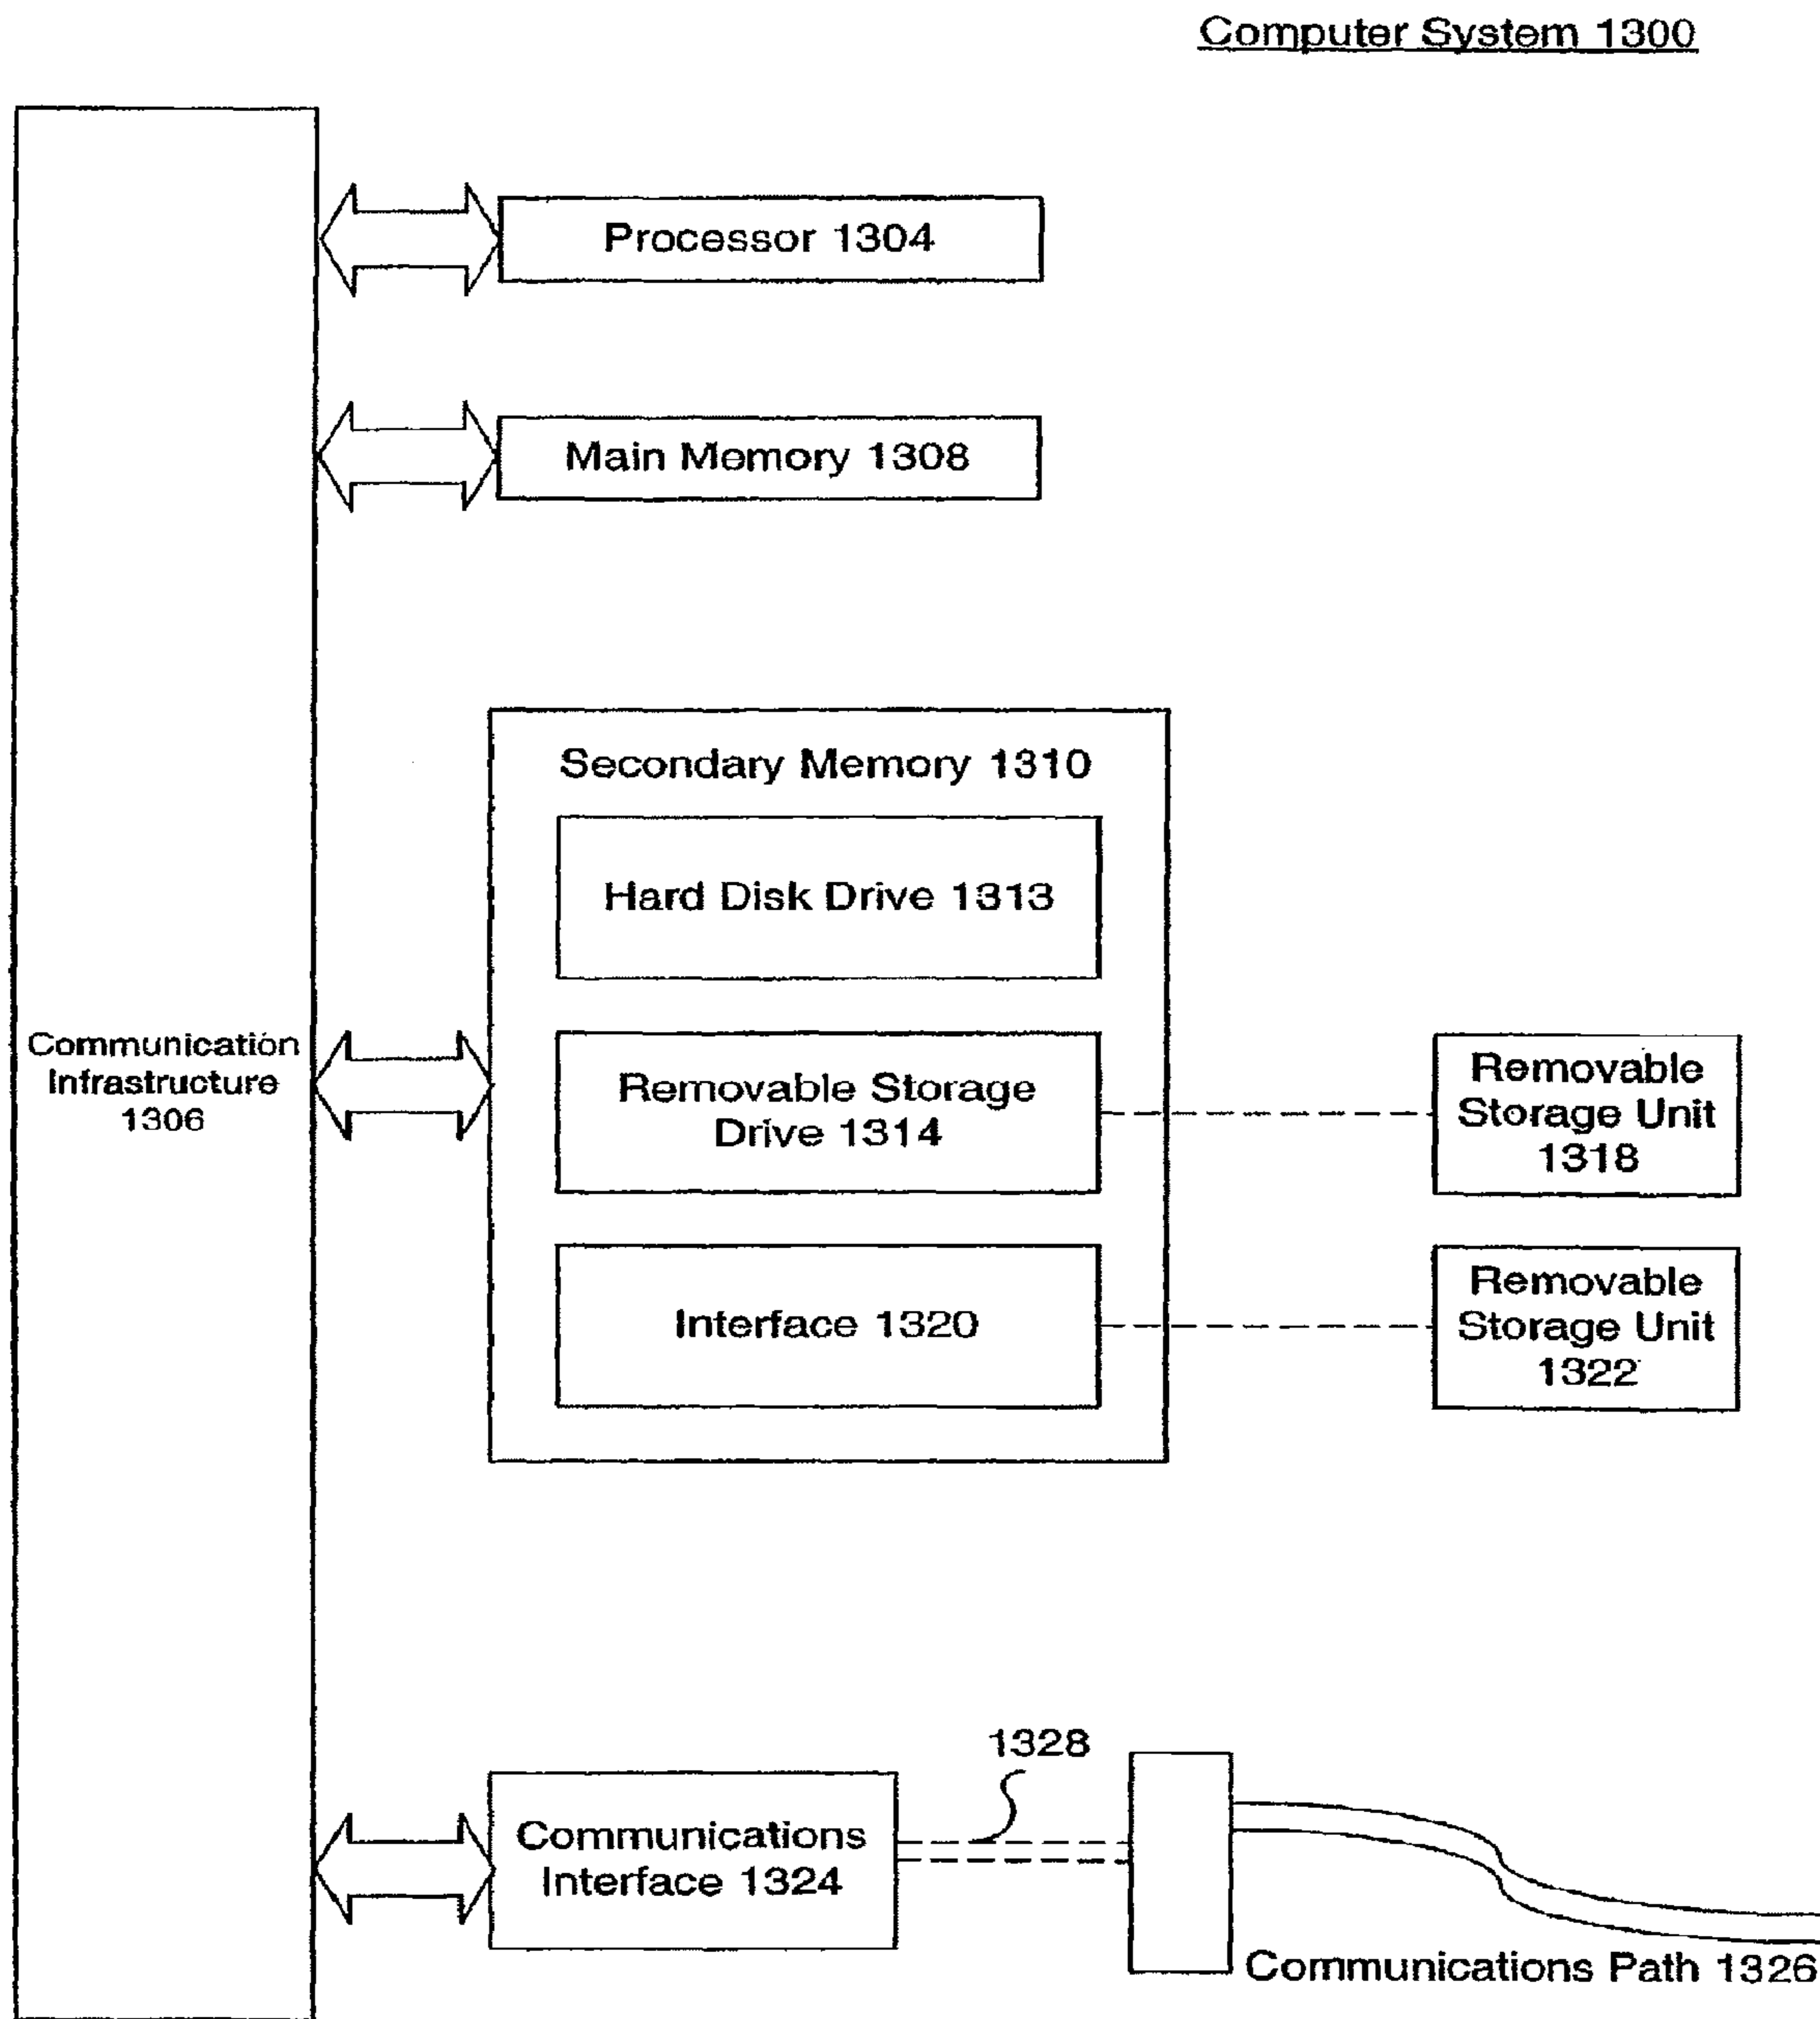 Computer System 1300
Processor 1304
Main Memory 1308
Secondary Memory 1310
Hard Disk Drive 1313
Communication
Infrastructure
1306
Removable Storage
Drive 1314
Removable
Storage Unit
1318
Interface 1320
Removable
Storage Unit
1322
1328
Communications
Interface 1324
Communications Path 1326